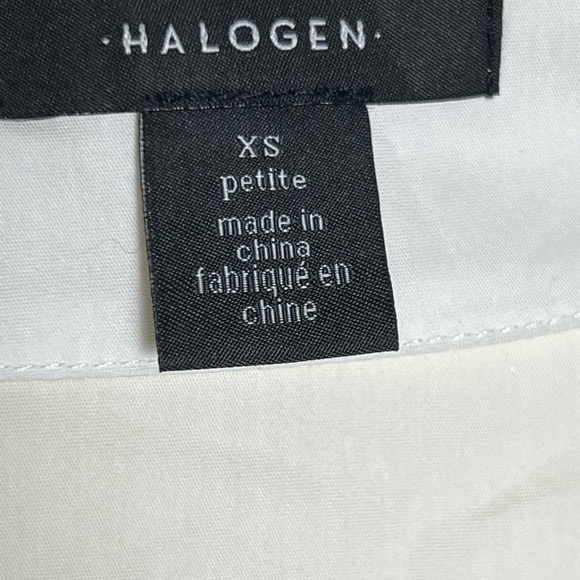 ·HALOGEN·
XS
petite
made in
china
fabriqué en
chine